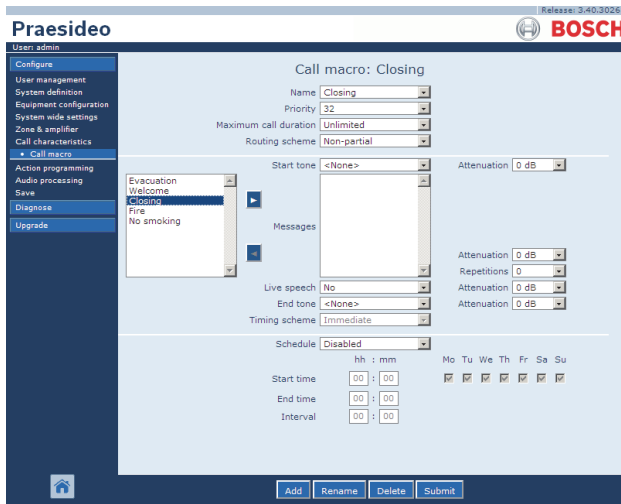 Release: 3.40.3026
Praesideo
BOSCH
User: admin
Configure
User management
System definition
Equipment configuration
System wide settings
Zone & amplifier
Call characteristics
• Call macro
Action programming
Audio processing
Save
Diagnose
Upgrade
Call macro: Closing
Name Closing
Priority 32
Maximum call duration Unlimited
Routing scheme Non-partial
Start tone <None> Attenuation 0 dB
Evacuation
Welcome
Closing
Fire
No smoking
Messages
Attenuation 0 dB
Repetitions 0
Live speech No Attenuation 0 dB
End tone <None> Attenuation 0 dB
Timing scheme Immediate
Schedule Disabled
hh : mm Mo Tu We Th Fr Sa Su
Start time 00 : 00
End time 00 : 00
Interval 00 : 00
Add Rename Delete Submit